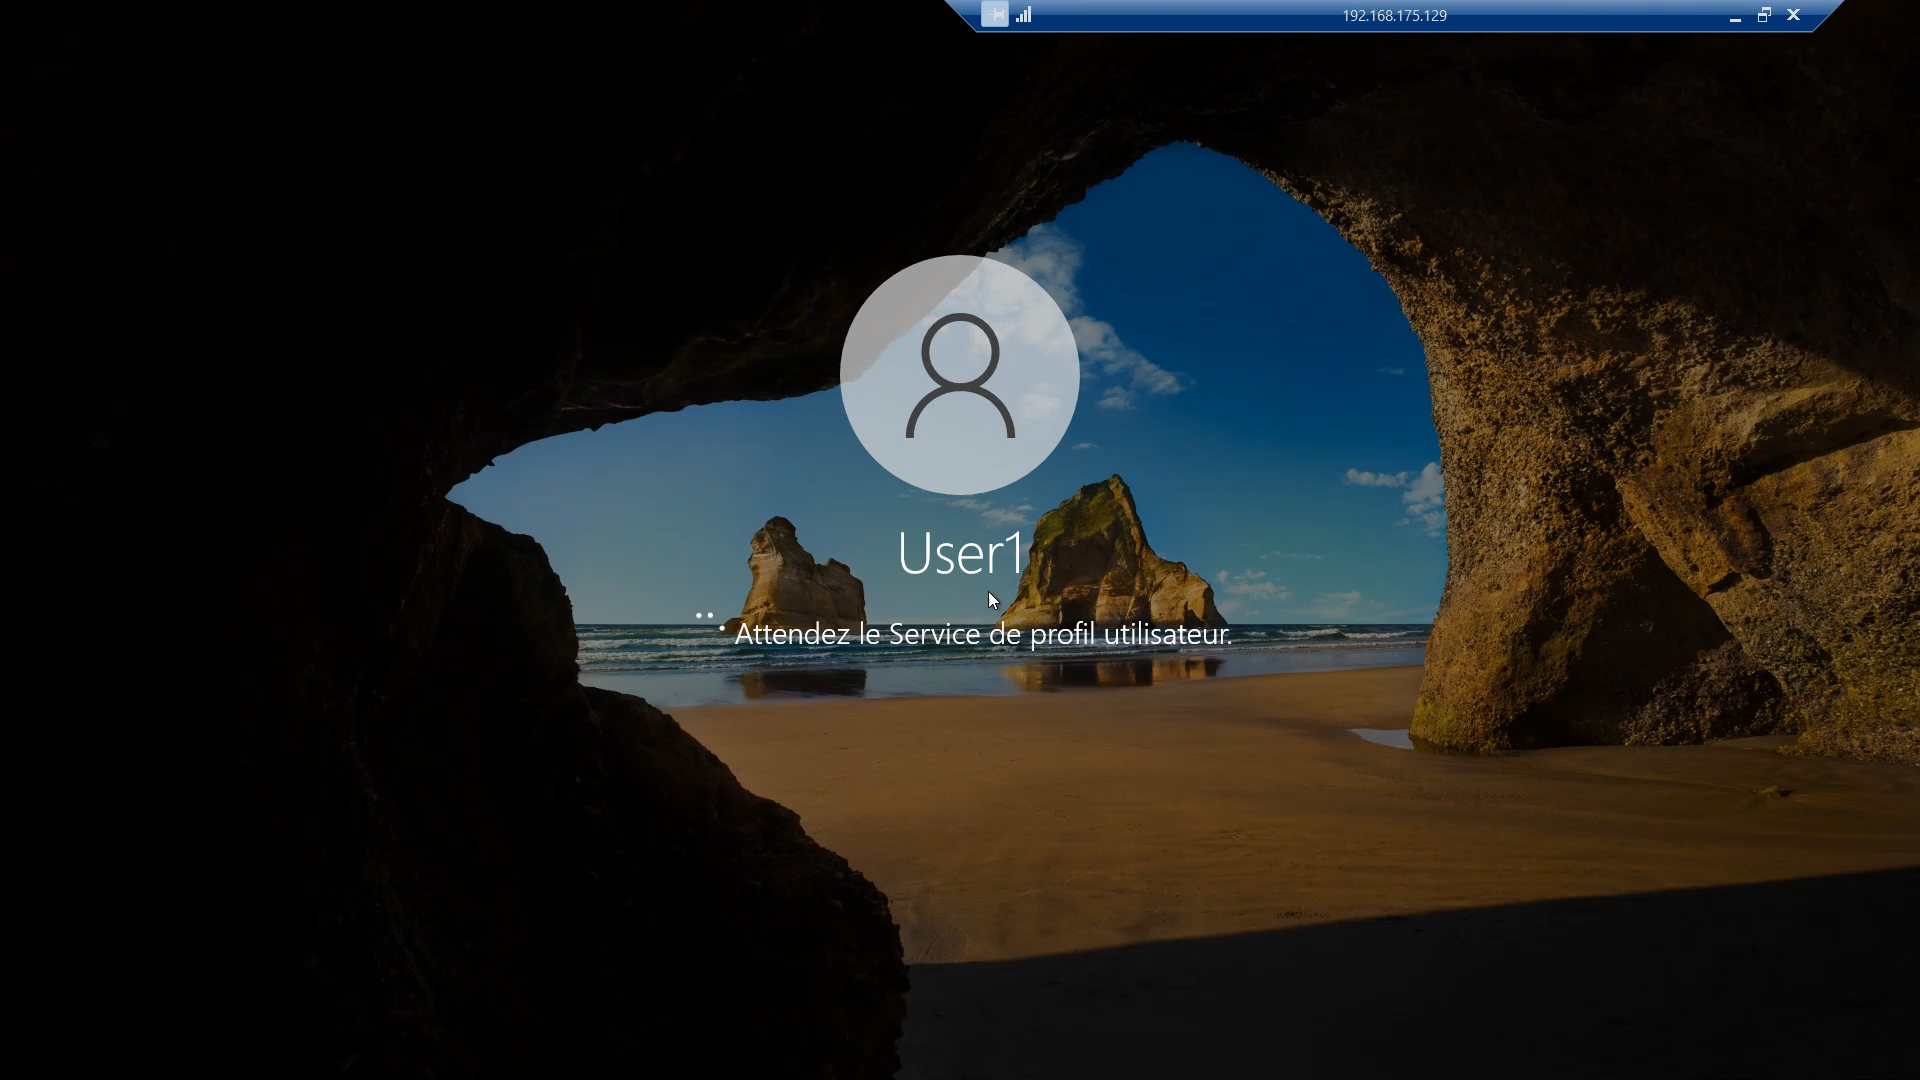 192.168.175.129
User1
Attendez le Service de profil utilisateur.